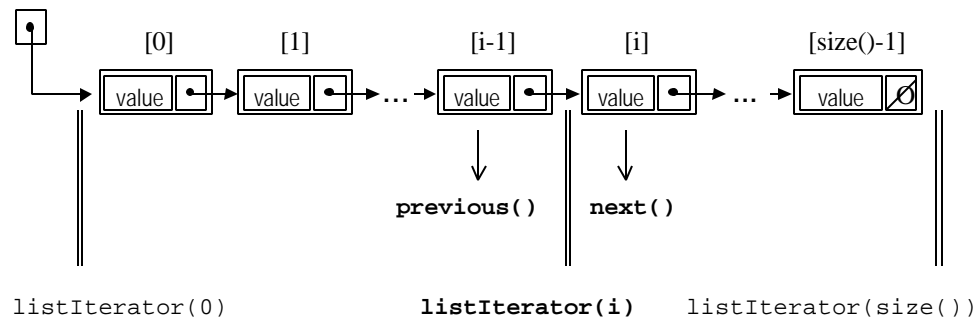 [0] [1] [i-1] [i] [size()-1]
value value ... value value ... value Ø
previous() next()
listIterator(0) listIterator(i) listIterator(size())